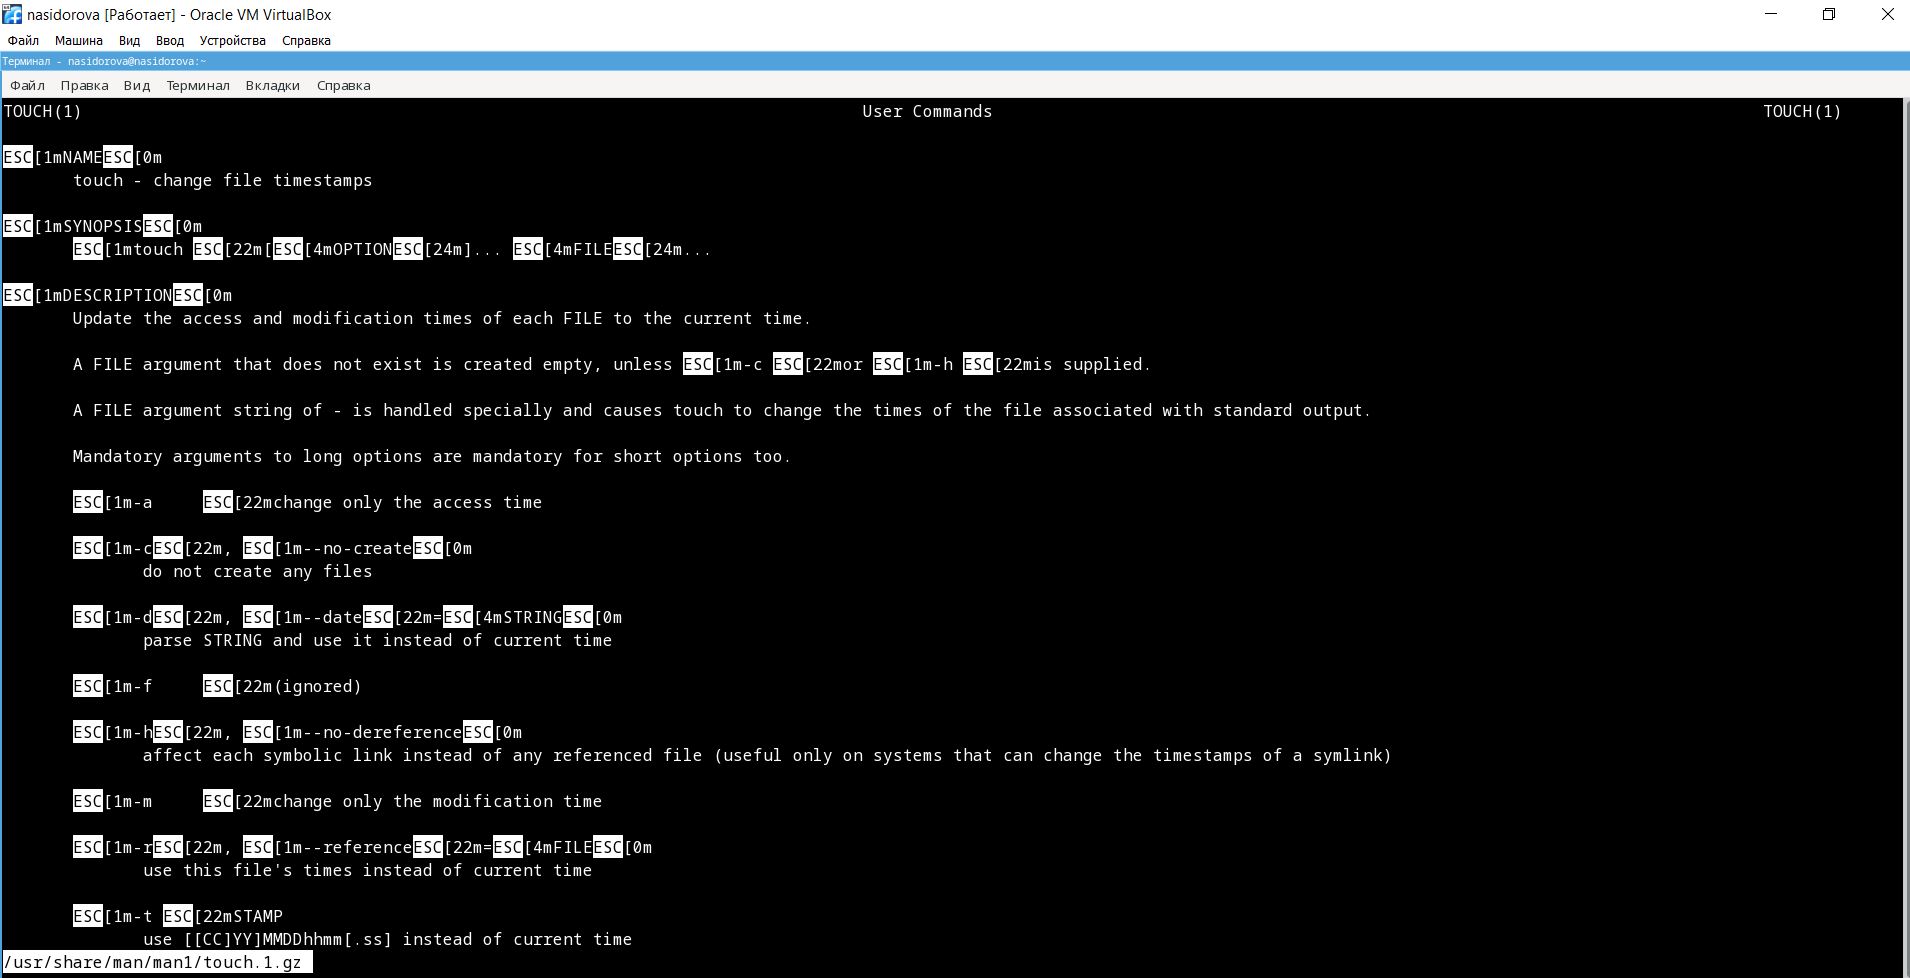 nasidorova [Работает] - Oracle VM VirtualBox
Файл Машина Вид Ввод Устройства Справка
Терминал - nasidorova@nasidorova:~
Файл Правка Вид Терминал Вкладки Справка
TOUCH(1) User Commands TOUCH(1)
ESC[1mNAMEESC[0m
touch - change file timestamps
ESC[1mSYNOPSISESC[0m
ESC[1mtouch ESC[22m[ESC[4mOPTIONESC[24m]... ESC[4mFILEESC[24m...
ESC[1mDESCRIPTIONESC[0m
Update the access and modification times of each FILE to the current time.
A FILE argument that does not exist is created empty, unless ESC[1m-c ESC[22mor ESC[1m-h ESC[22mis supplied.
A FILE argument string of - is handled specially and causes touch to change the times of the file associated with standard output.
Mandatory arguments to long options are mandatory for short options too.
ESC[1m-a ESC[22mchange only the access time
ESC[1m-cESC[22m, ESC[1m--no-createESC[0m
do not create any files
ESC[1m-dESC[22m, ESC[1m--dateESC[22m=ESC[4mSTRINGESC[0m
parse STRING and use it instead of current time
ESC[1m-f ESC[22m(ignored)
ESC[1m-hESC[22m, ESC[1m--no-dereferenceESC[0m
affect each symbolic link instead of any referenced file (useful only on systems that can change the timestamps of a symlink)
ESC[1m-m ESC[22mchange only the modification time
ESC[1m-rESC[22m, ESC[1m--referenceESC[22m=ESC[4mFILEESC[0m
use this file's times instead of current time
ESC[1m-t ESC[22mSTAMP
use [[CC]YY]MMDDhhmm[.ss] instead of current time
/usr/share/man/man1/touch.1.gz